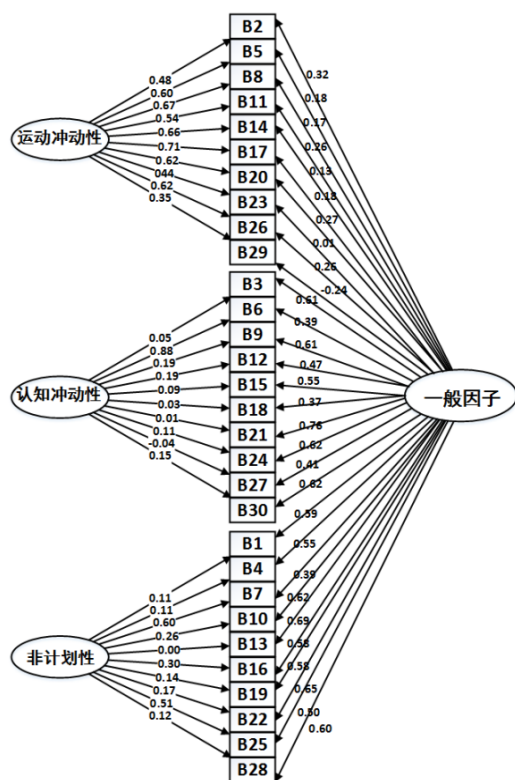 B2
B5
B8
B11
B14
B17
B20
B23
B26
B29
运动冲动性
0.48
0.60
0.67
0.54
0.66
0.71
0.62
044
0.62
0.35
0.32
0.18
0.17
0.26
0.13
0.18
0.27
0.01
0.26
-0.24
B3
B6
B9
B12
B15
B18
B21
B24
B27
B30
认知冲动性
0.05
0.88
0.19
0.19
-0.09
-0.03
0.01
0.11
-0.04
0.15
0.61
0.39
0.61
0.47
0.55
0.37
0.76
0.62
0.41
0.62
一般因子
B1
B4
B7
B10
B13
B16
B19
B22
B25
B28
非计划性
0.11
0.11
0.60
0.26
-0.00
0.30
0.14
0.17
0.51
0.12
0.59
0.55
0.39
0.62
0.69
0.58
0.58
0.65
0.50
0.60